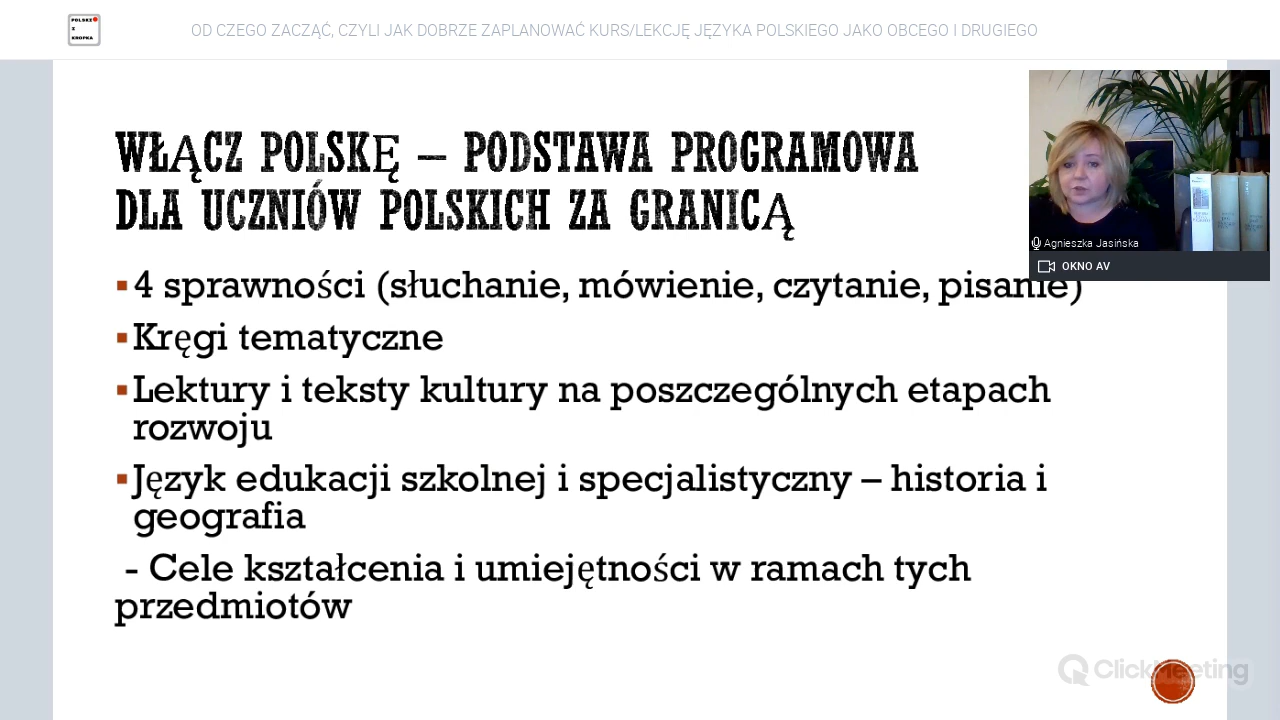 POLSKI
Z
KROPKA
OD CZEGO ZACZĄĆ, CZYLI JAK DOBRZE ZAPLANOWAĆ KURS/LEKCJĘ JĘZYKA POLSKIEGO JAKO OBCEGO I DRUGIEGO
WŁĄCZ POLSKĘ – PODSTAWA PROGRAMOWA
DLA UCZNIÓW POLSKICH ZA GRANICĄ
Agnieszka Jasińska
OKNO AV
▪4 sprawności (słuchanie, mówienie, czytanie, pisanie)
▪Kręgi tematyczne
▪Lektury i teksty kultury na poszczególnych etapach
rozwoju
▪Język edukacji szkolnej i specjalistyczny – historia i
geografia
- Cele kształcenia i umiejętności w ramach tych
przedmiotów
ClickMeeting